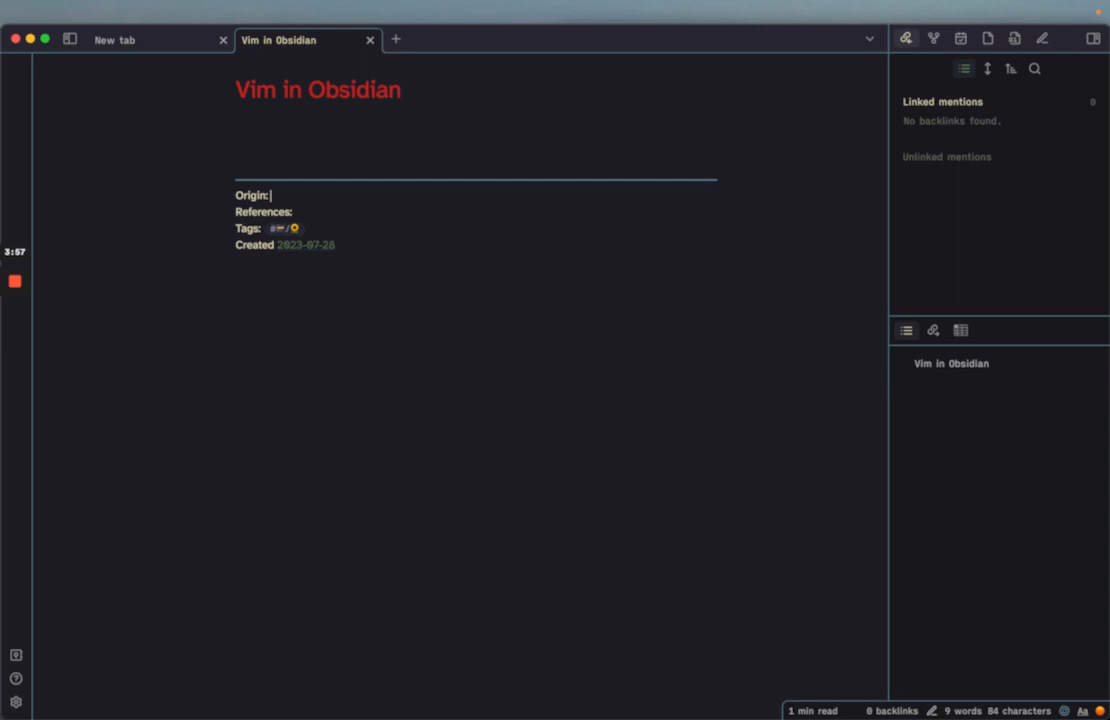 New tab
Vim in Obsidian
Vim in Obsidian
Origin:
References:
Tags: #/
Created 2023-07-28
3:57
Linked mentions 0
No backlinks found.
Unlinked mentions
Vim in Obsidian
1 min read 0 backlinks 9 words 84 characters Aa